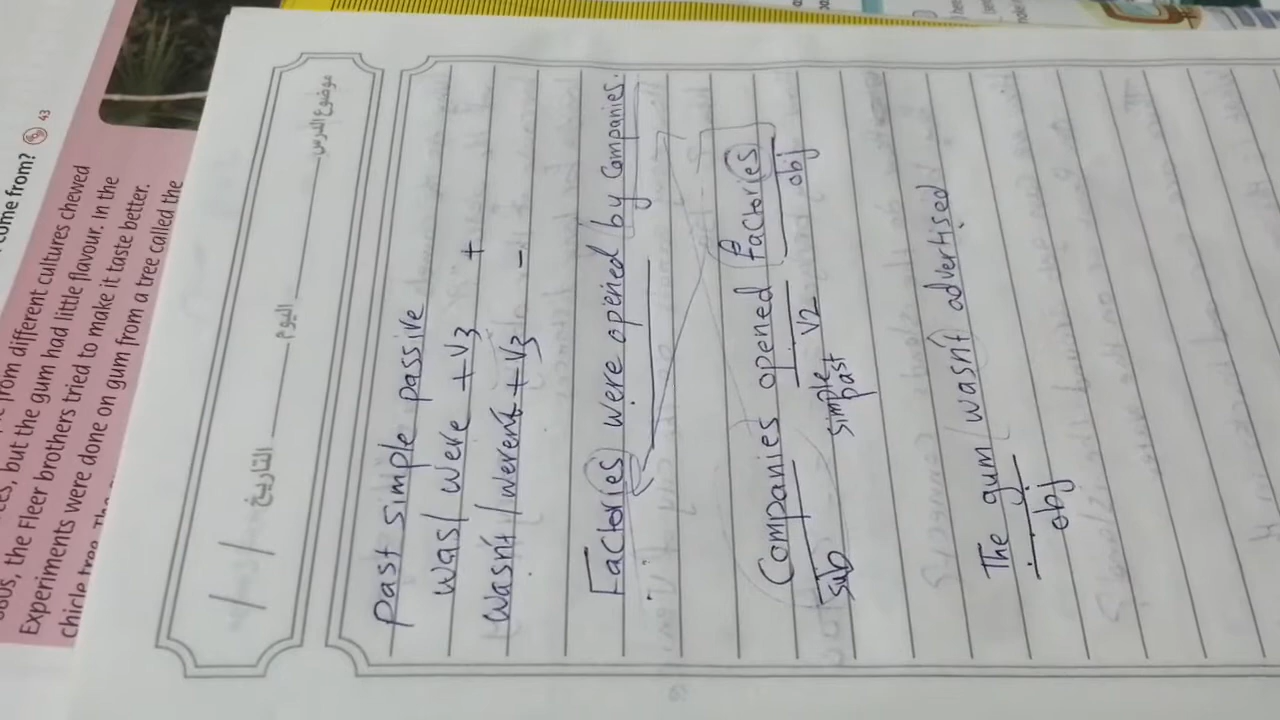 come from? 43
from different cultures chewed
but the gum had little flavour. In the
the Fleer brothers tried to make it taste better.
Experiments were done on gum from a tree called the
chicle tree
موضوع الدرس
اليوم
التاريخ / /
past simple passive
was/ were + V3 +
wasn't / weren't + V3 -
Factories were opened by Companies.
Companies opened factories
sub simple past V2 obj
The gum wasn't advertised
obj